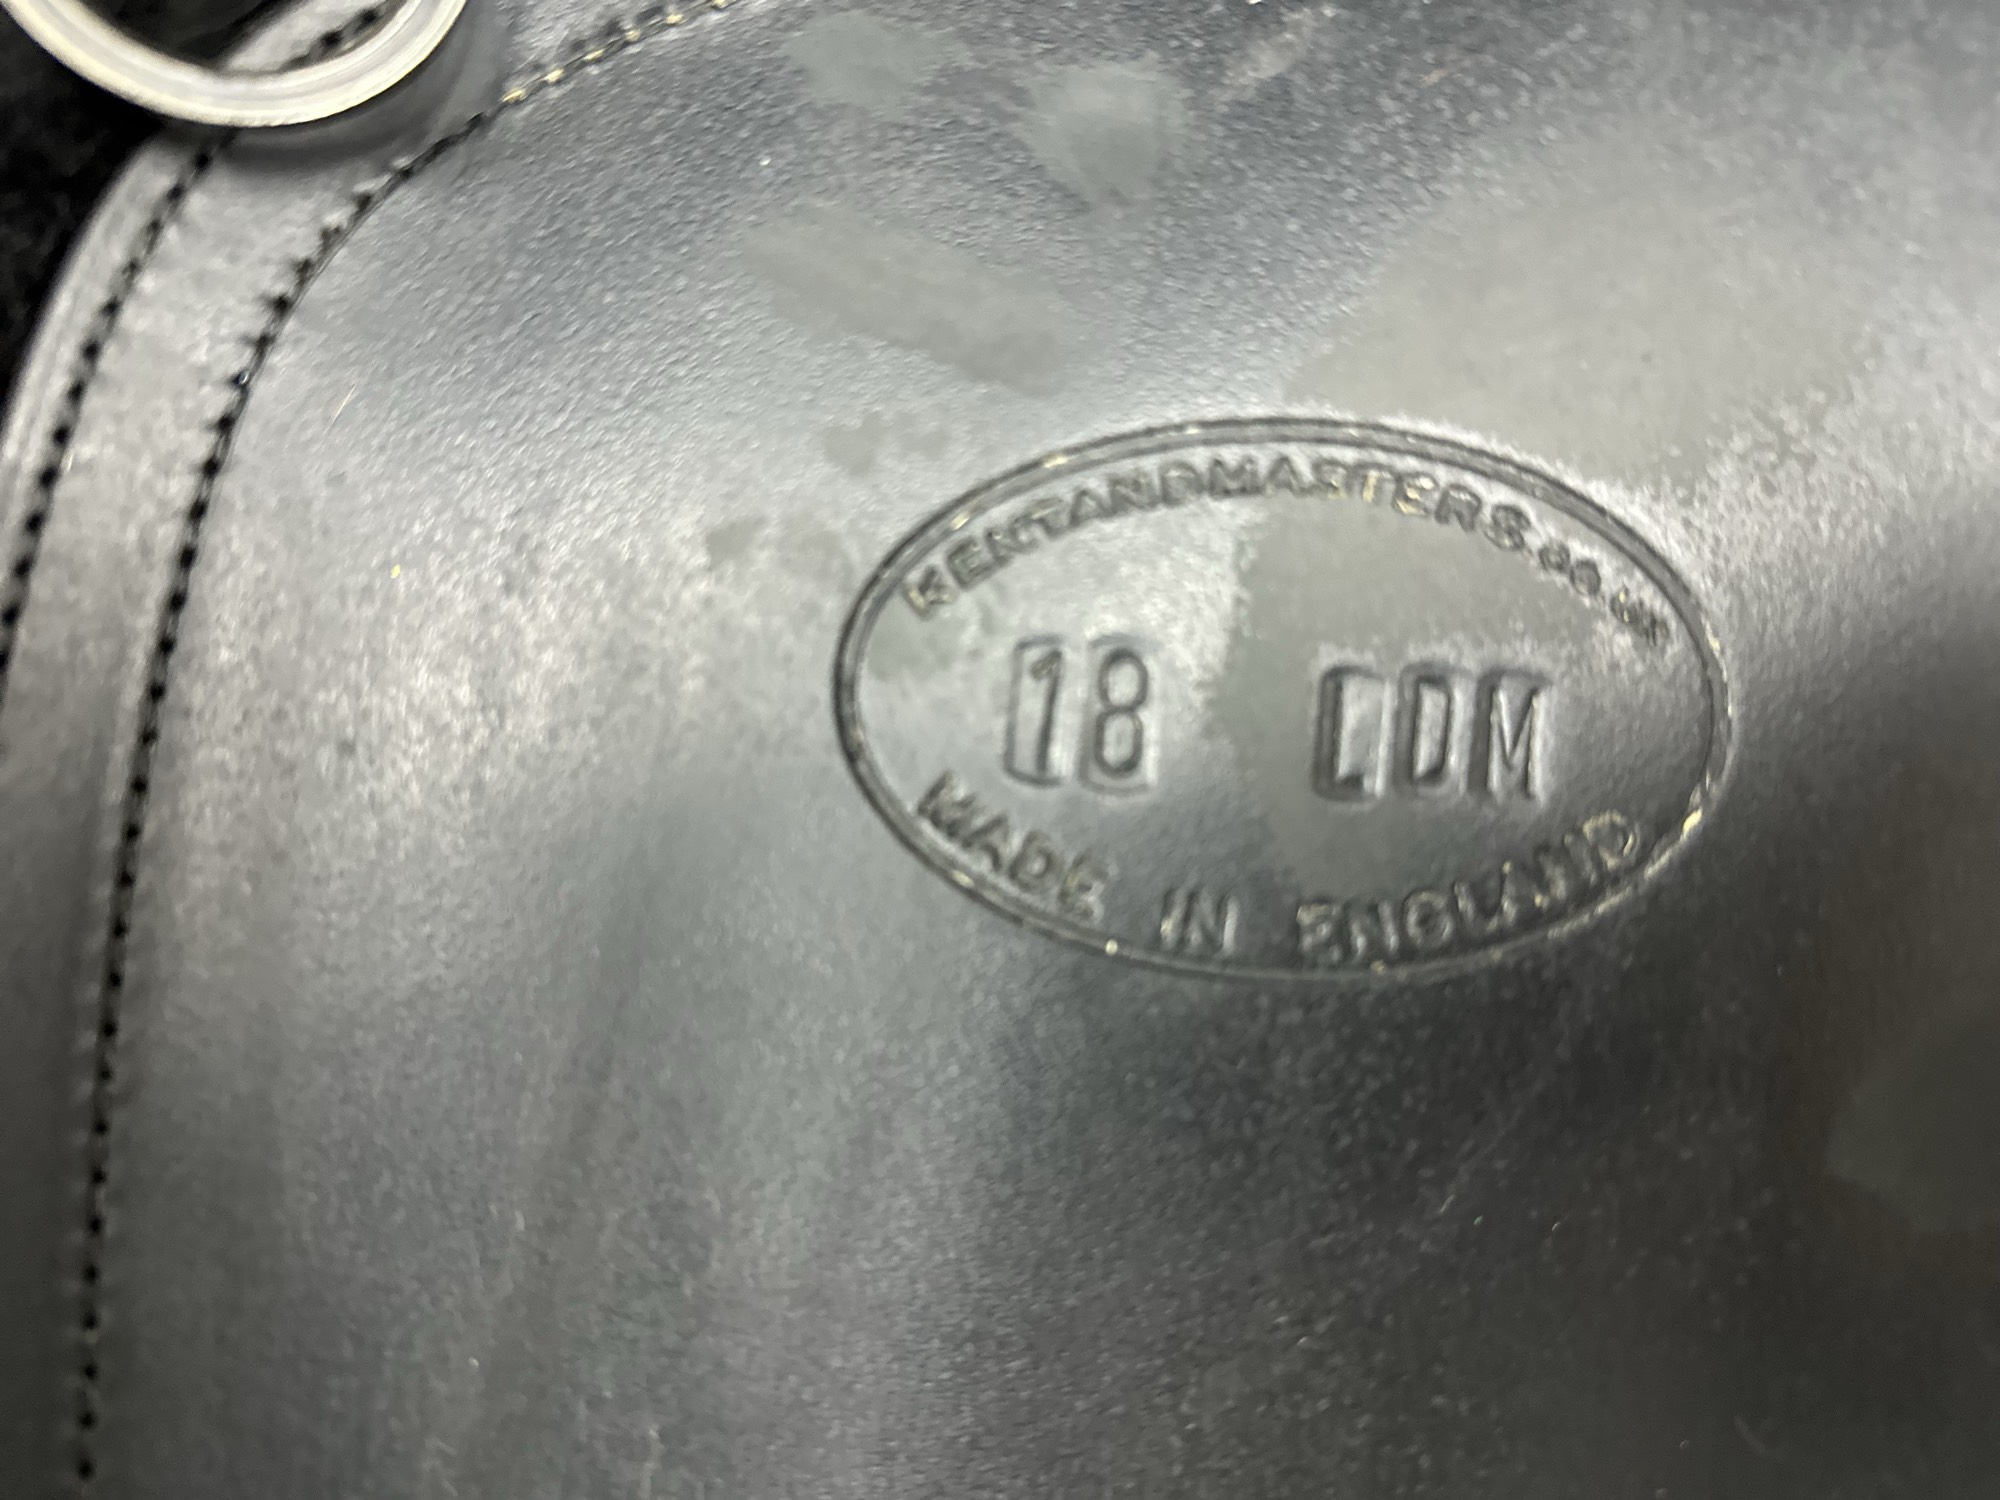 KENTANDMASTERS.CO.UK
18 CDM
MADE IN ENGLAND